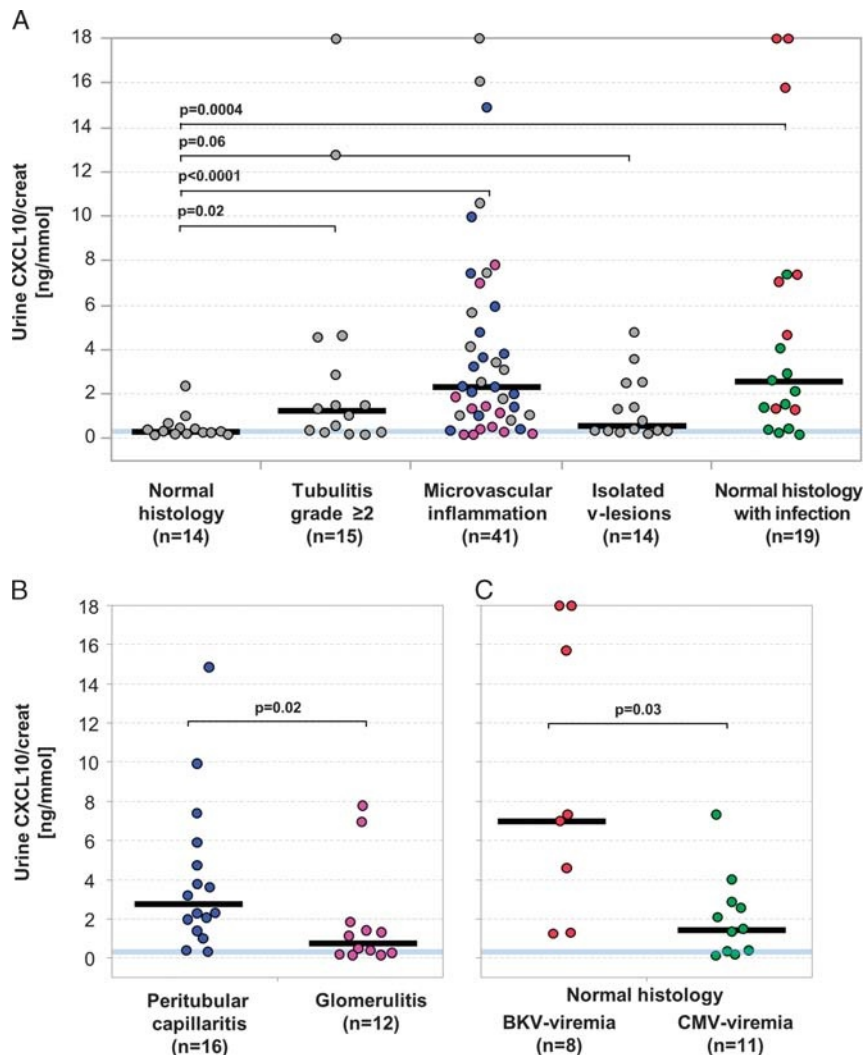 A
18
16
14
12
10
8
6
4
2
0
Urine CXCL10/creat
[ng/mmol]
p=0.0004
p=0.06
p<0.0001
p=0.02
Normal
histology
(n=14)
Tubulitis
grade ≥2
(n=15)
Microvascular
inflammation
(n=41)
Isolated
v-lesions
(n=14)
Normal histology
with infection
(n=19)
B
18
16
14
12
10
8
6
4
2
0
Urine CXCL10/creat
[ng/mmol]
p=0.02
Peritubular
capillaritis
(n=16)
Glomerulitis
(n=12)
C
p=0.03
Normal histology
BKV-viremia
(n=8)
CMV-viremia
(n=11)